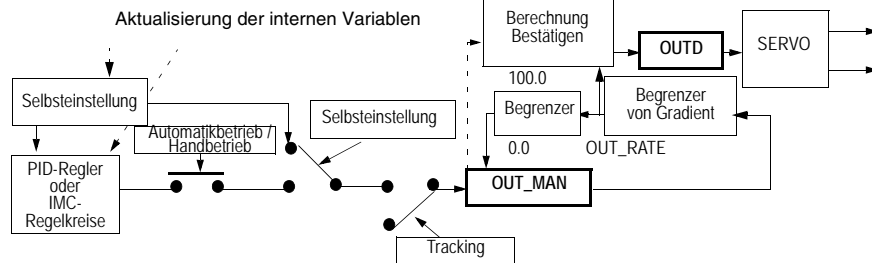 Aktualisierung der internen Variablen
Berechnung
Bestätigen
OUTD
SERVO
100.0
Selbsteinstellung
Begrenzer
Begrenzer
von Gradient
Selbsteinstellung
Automatikbetrieb /
Handbetrieb
0.0
OUT_RATE
PID-Regler
oder
IMC-
Regelkreise
OUT_MAN
Tracking